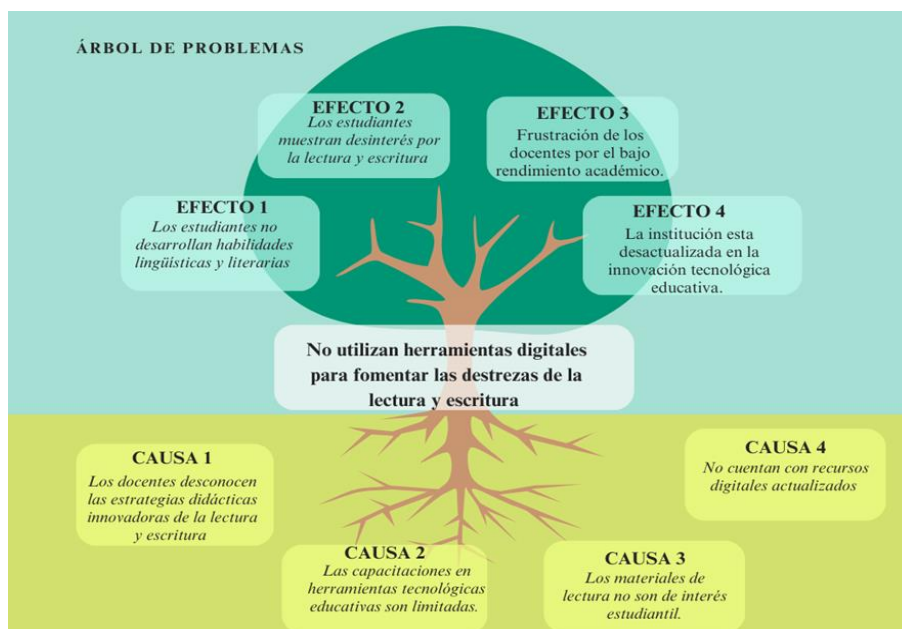 ÁRBOL DE PROBLEMAS
EFECTO 2
Los estudiantes
muestran desinterés por
la lectura y escritura
EFECTO 3
Frustración de los
docentes por el bajo
rendimiento académico.
EFECTO 1
Los estudiantes no
desarrollan habilidades
lingüísticas y literarias
EFECTO 4
La institución esta
desactualizada en la
innovación tecnológica
educativa.
No utilizan herramientas digitales
para fomentar las destrezas de la
lectura y escritura
CAUSA 1
Los docentes desconocen
las estrategias didácticas
innovadoras de la lectura
y escritura
CAUSA 4
No cuentan con recursos
digitales actualizados
CAUSA 2
Las capacitaciones en
herramientas tecnológicas
educativas son limitadas.
CAUSA 3
Los materiales de
lectura no son de interés
estudiantil.